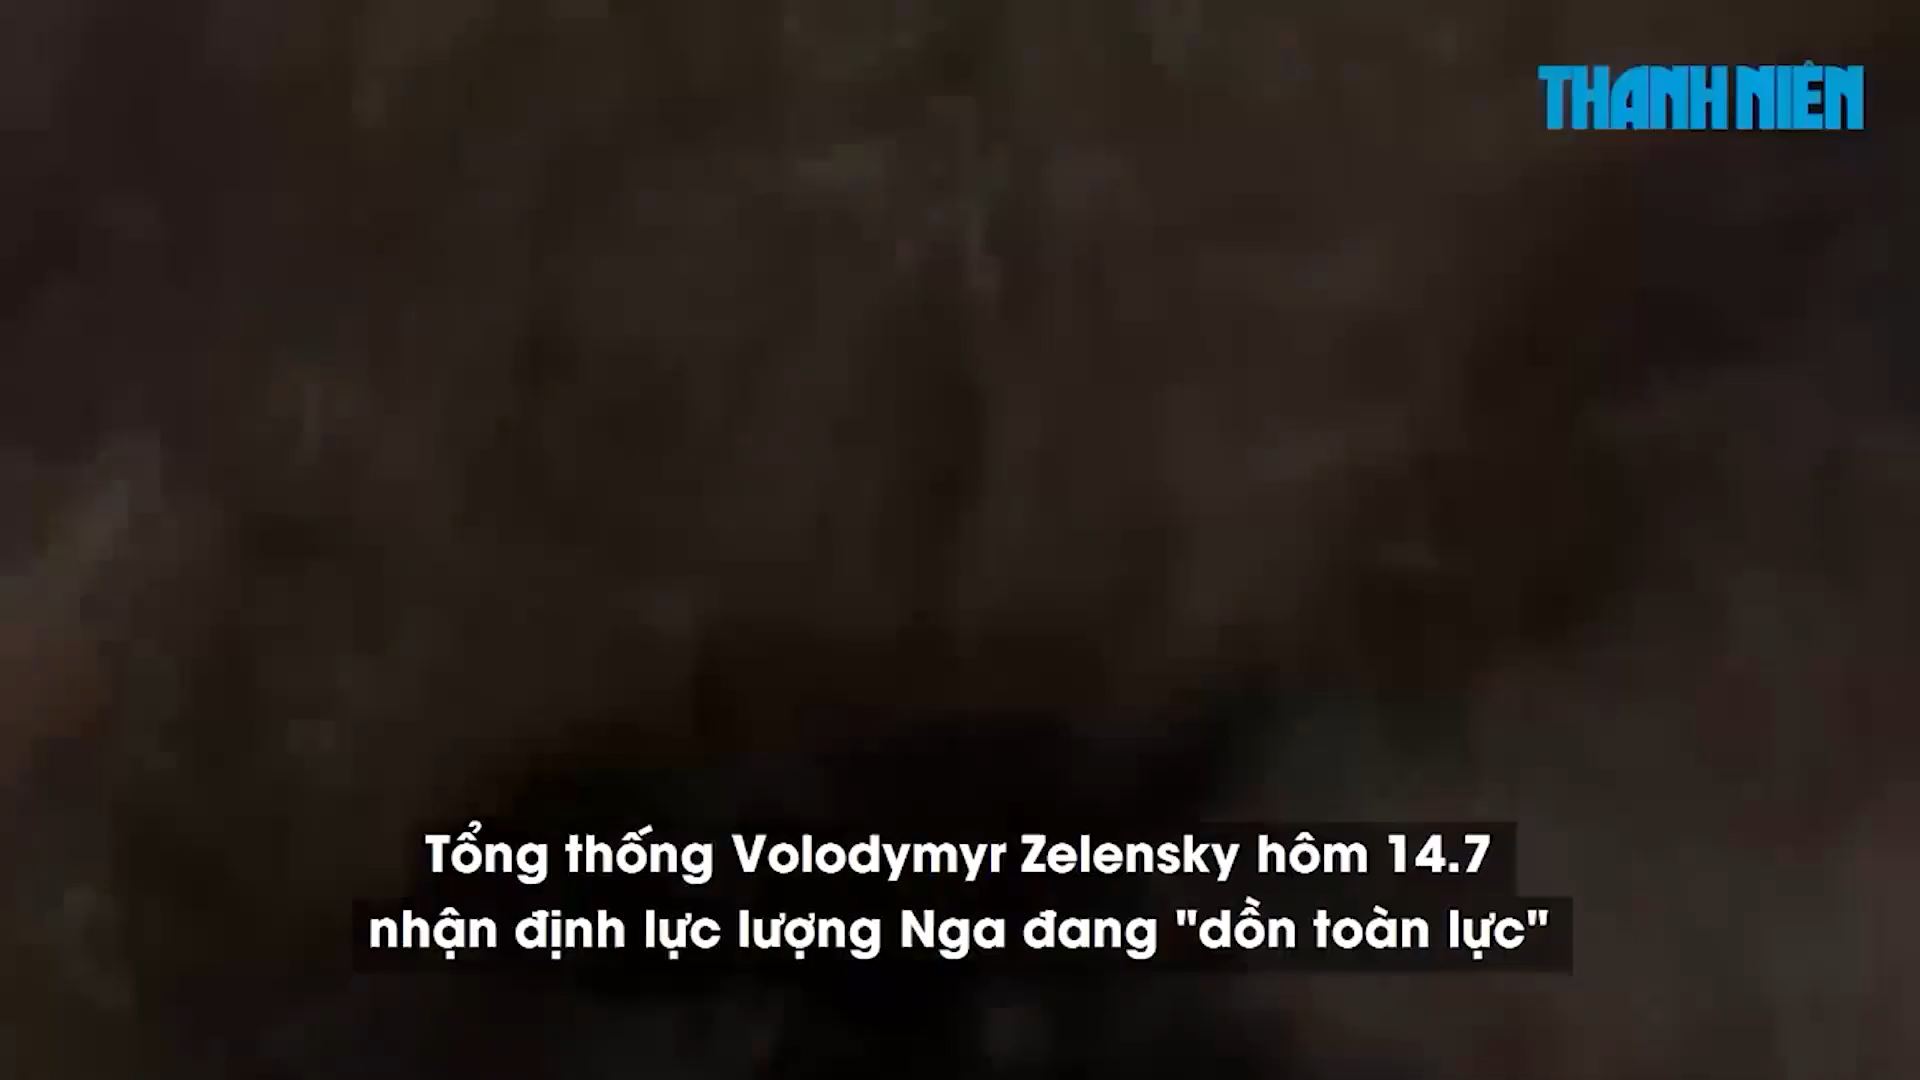 THANH NIÊN
Tổng thống Volodymyr Zelensky hôm 14.7
nhận định lực lượng Nga đang "dồn toàn lực"